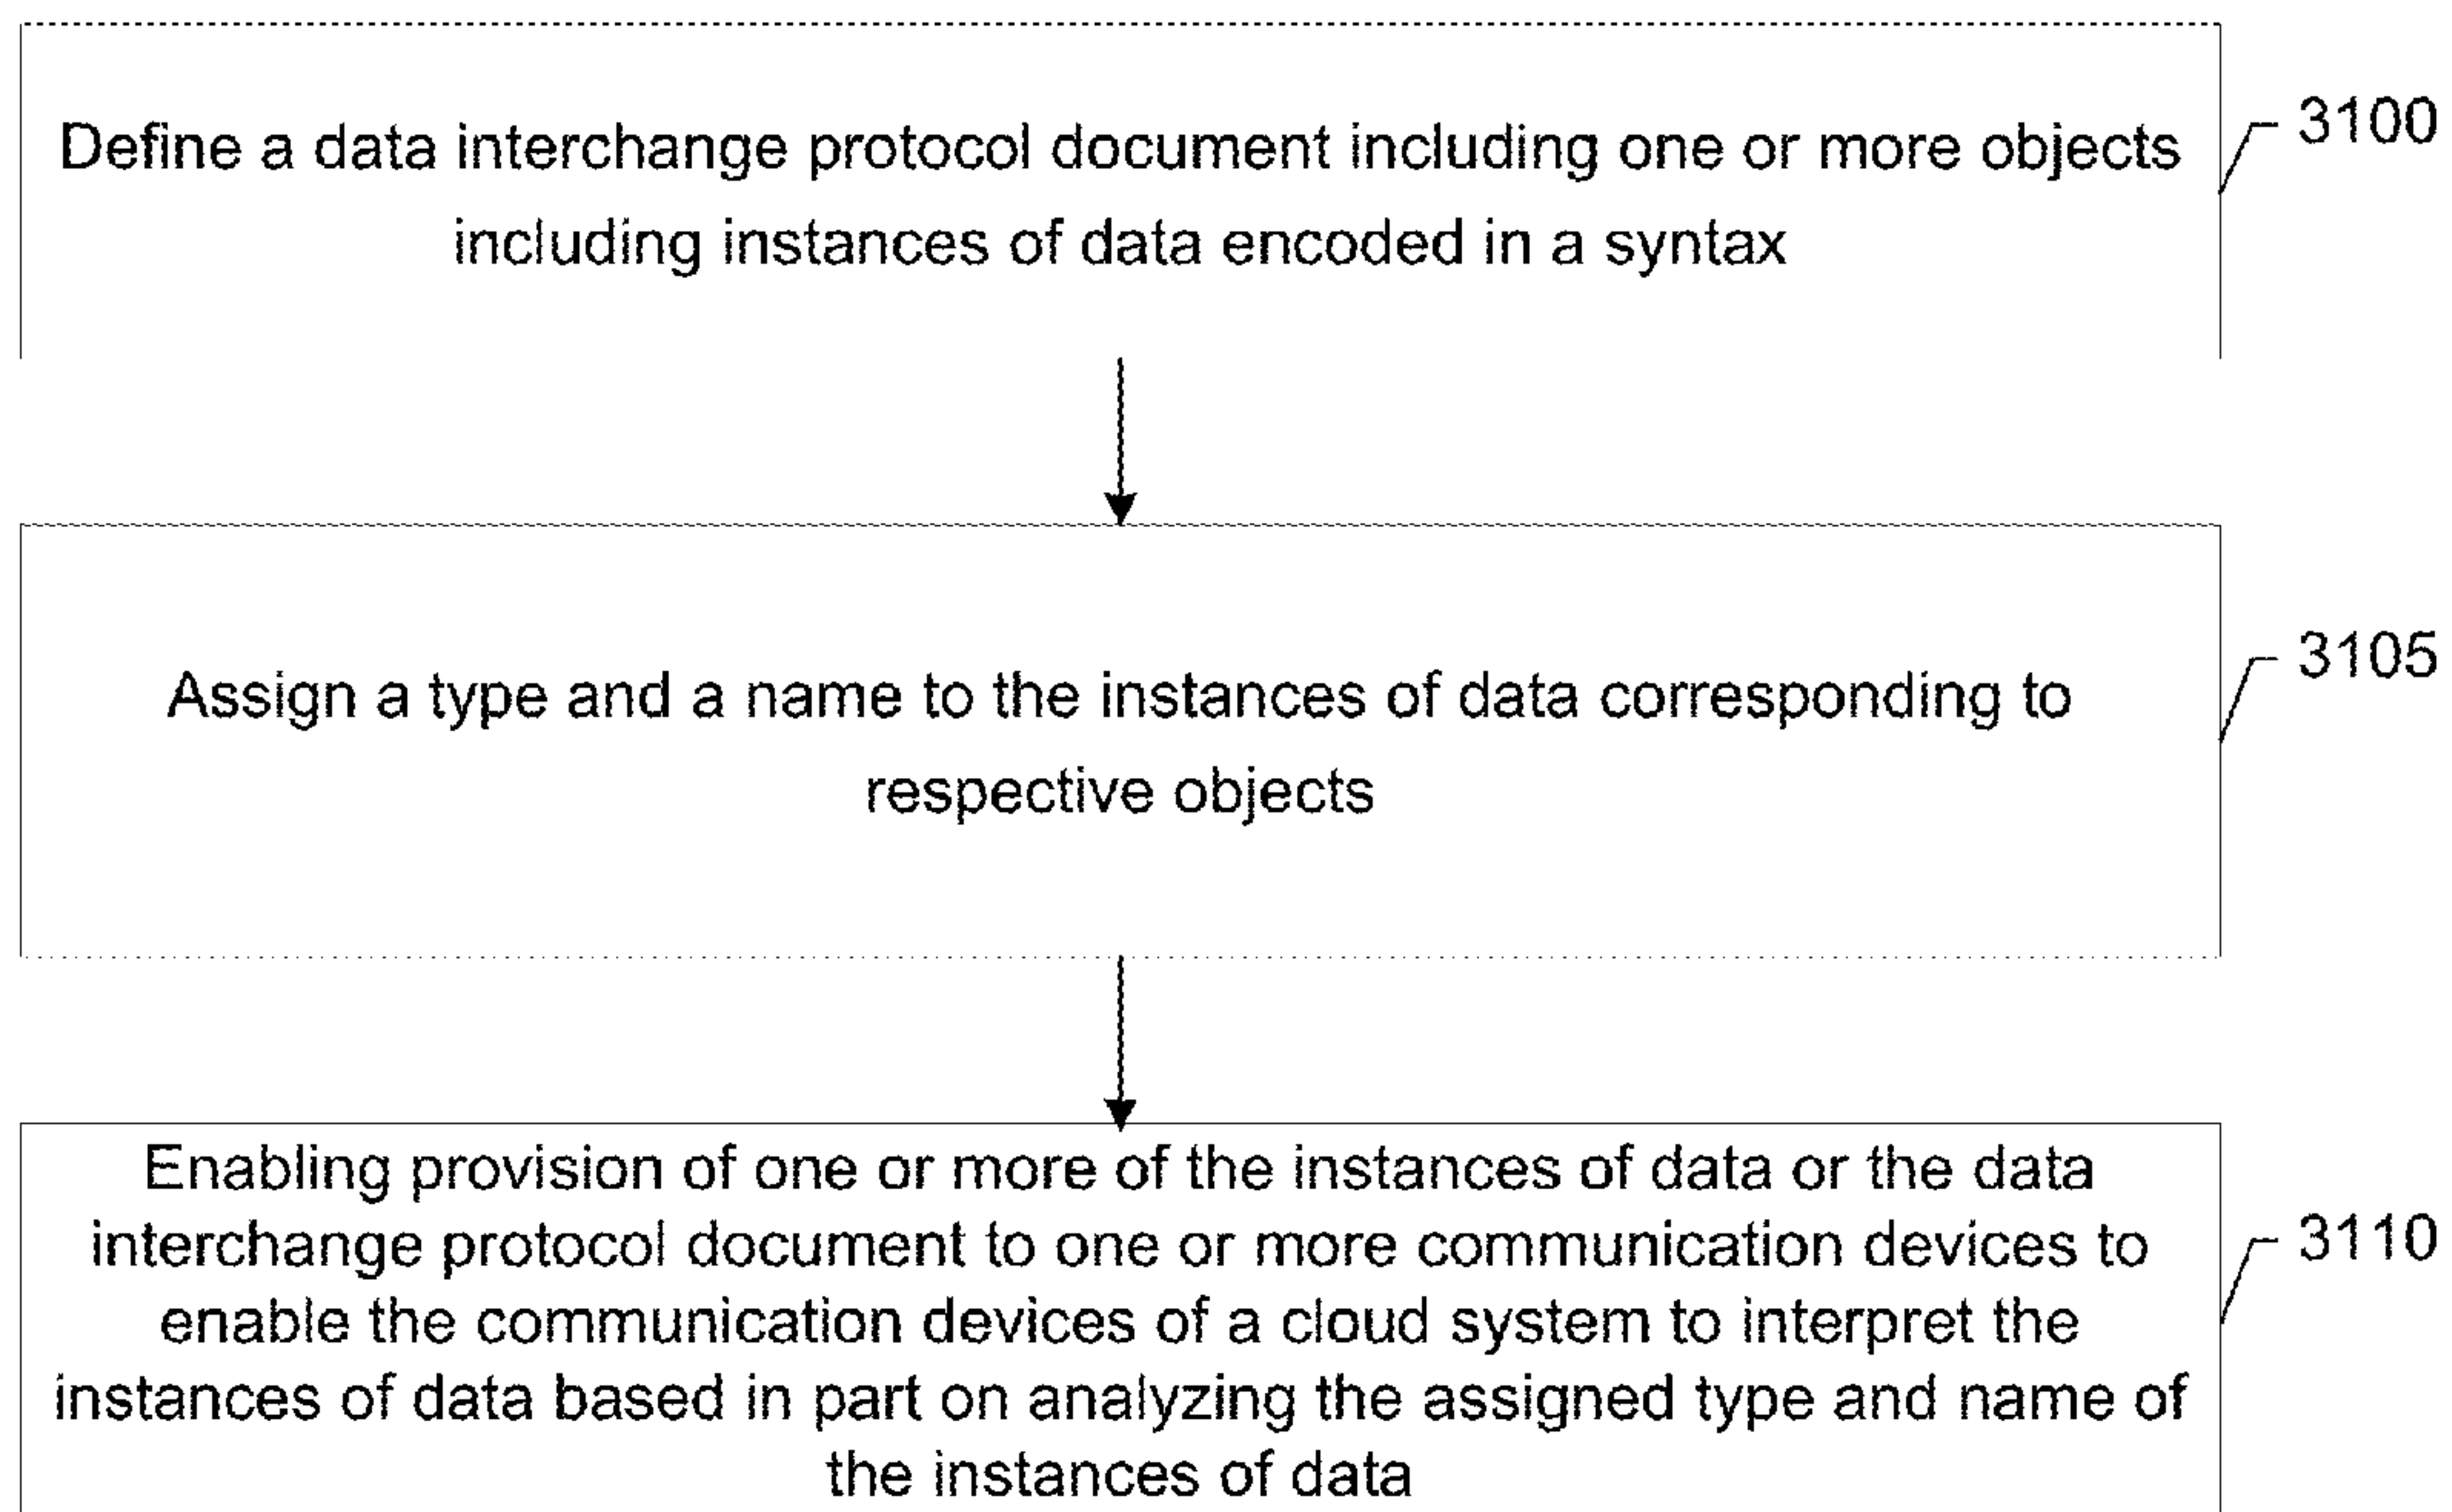 Define a data interchange protocol document including one or more objects
including instances of data encoded in a syntax
3100
Assign a type and a name to the instances of data corresponding to
respective objects
3105
Enabling provision of one or more of the instances of data or the data
interchange protocol document to one or more communication devices to
enable the communication devices of a cloud system to interpret the
instances of data based in part on analyzing the assigned type and name of
the instances of data
3110